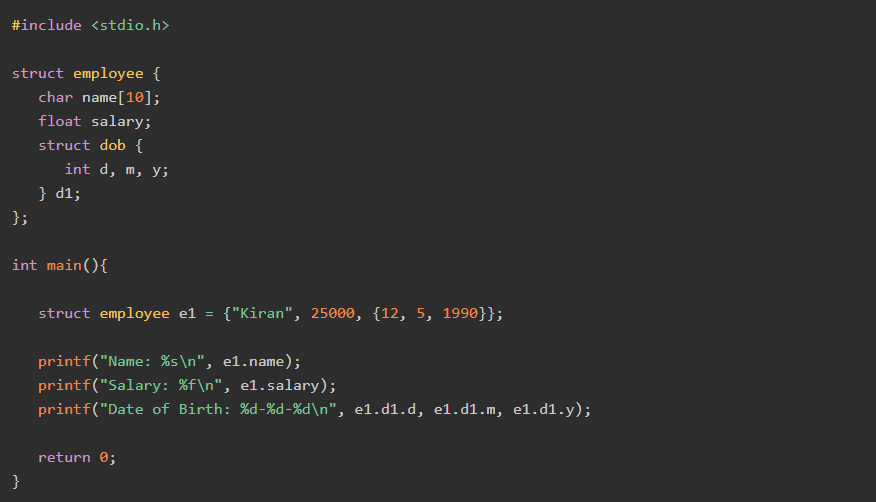 #include <stdio.h>
struct employee {
char name[10];
float salary;
struct dob {
int d, m, y;
} d1;
};
int main(){
struct employee e1 = {"Kiran", 25000, {12, 5, 1990}};
printf("Name: %s\n", e1.name);
printf("Salary: %f\n", e1.salary);
printf("Date of Birth: %d-%d-%d\n", e1.d1.d, e1.d1.m, e1.d1.y);
return 0;
}